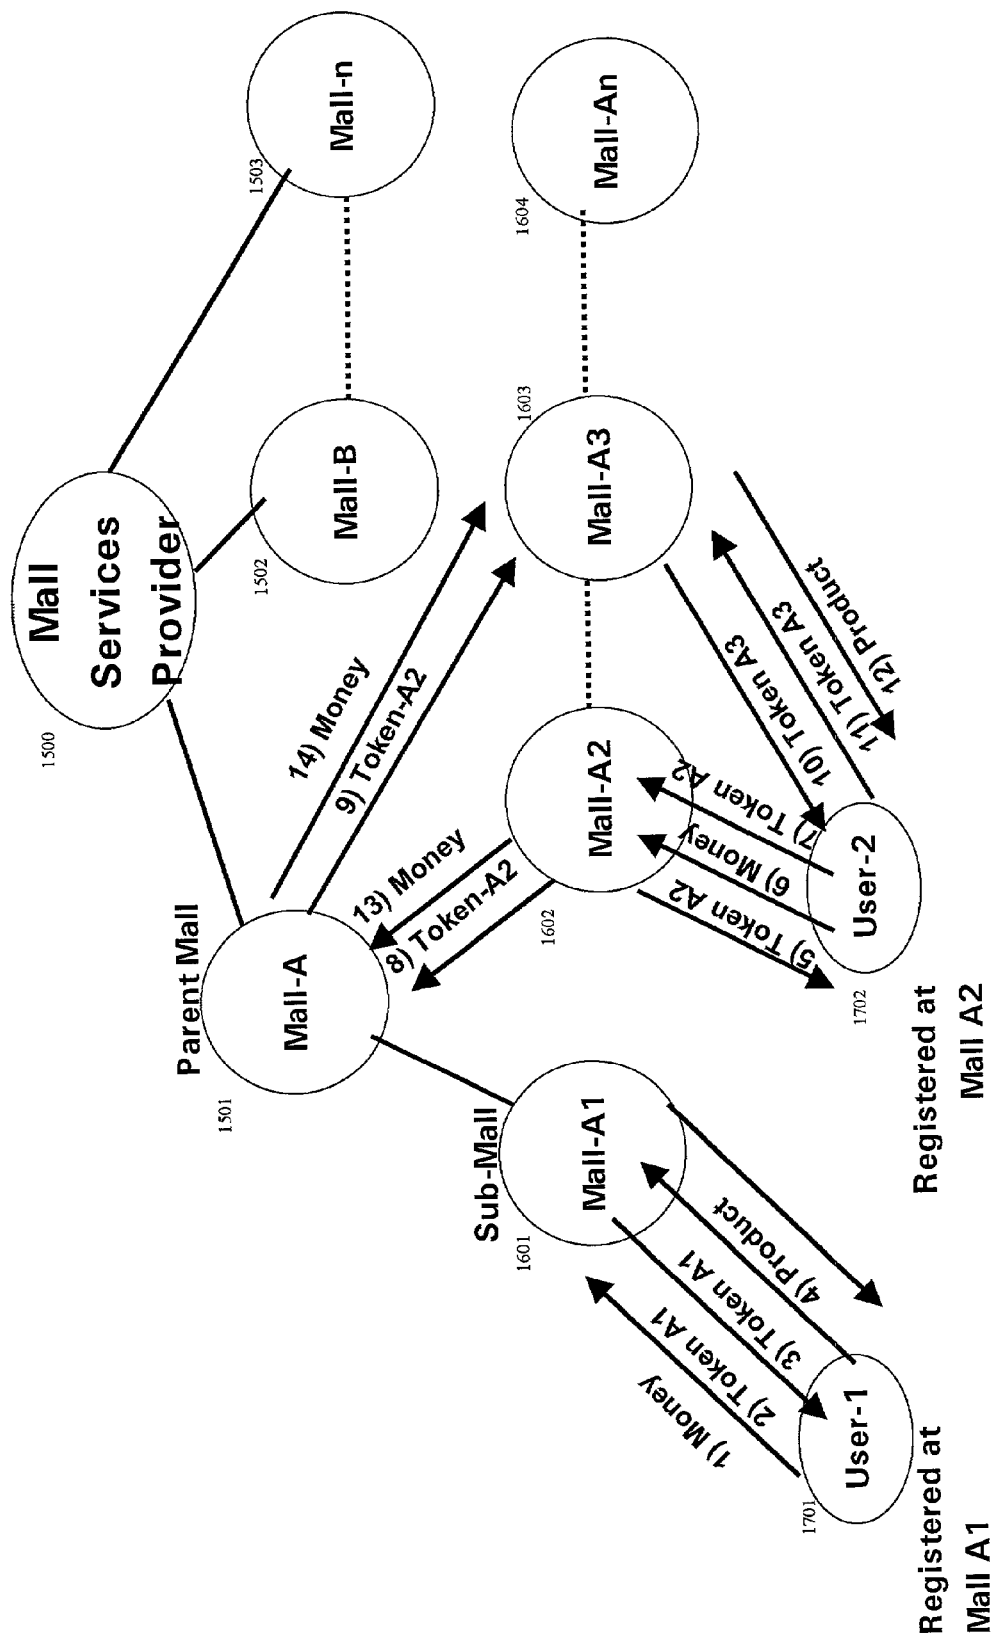 Mall
Services
Provider
1500
Parent Mall
Mall-A
1501
Mall-B
1502
Mall-n
1503
14) Money
9) Token-A2
13) Money
8) Token-A2
Sub-Mall
Mall-A1
1601
Mall-A2
1602
Mall-A3
1603
Mall-An
1604
1) Money
2) Token A1
3) Token A1
4) Product
5) Token A2
6) Money
7) Token A2
10) Token A3
11) Token A3
12) Product
User-1
1701
Registered at
Mall A1
User-2
1702
Registered at
Mall A2